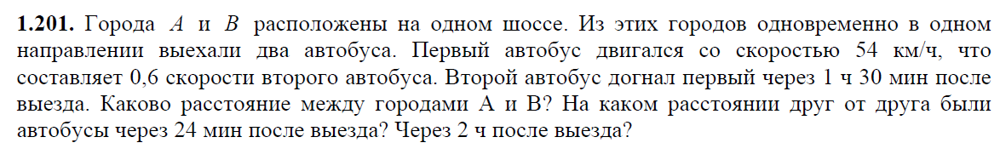 1.201. Города A и B расположены на одном шоссе. Из этих городов одновременно в одном
направлении выехали два автобуса. Первый автобус двигался со скоростью 54 км/ч, что
составляет 0,6 скорости второго автобуса. Второй автобус догнал первый через 1 ч 30 мин после
выезда. Каково расстояние между городами А и В? На каком расстоянии друг от друга были
автобусы через 24 мин после выезда? Через 2 ч после выезда?